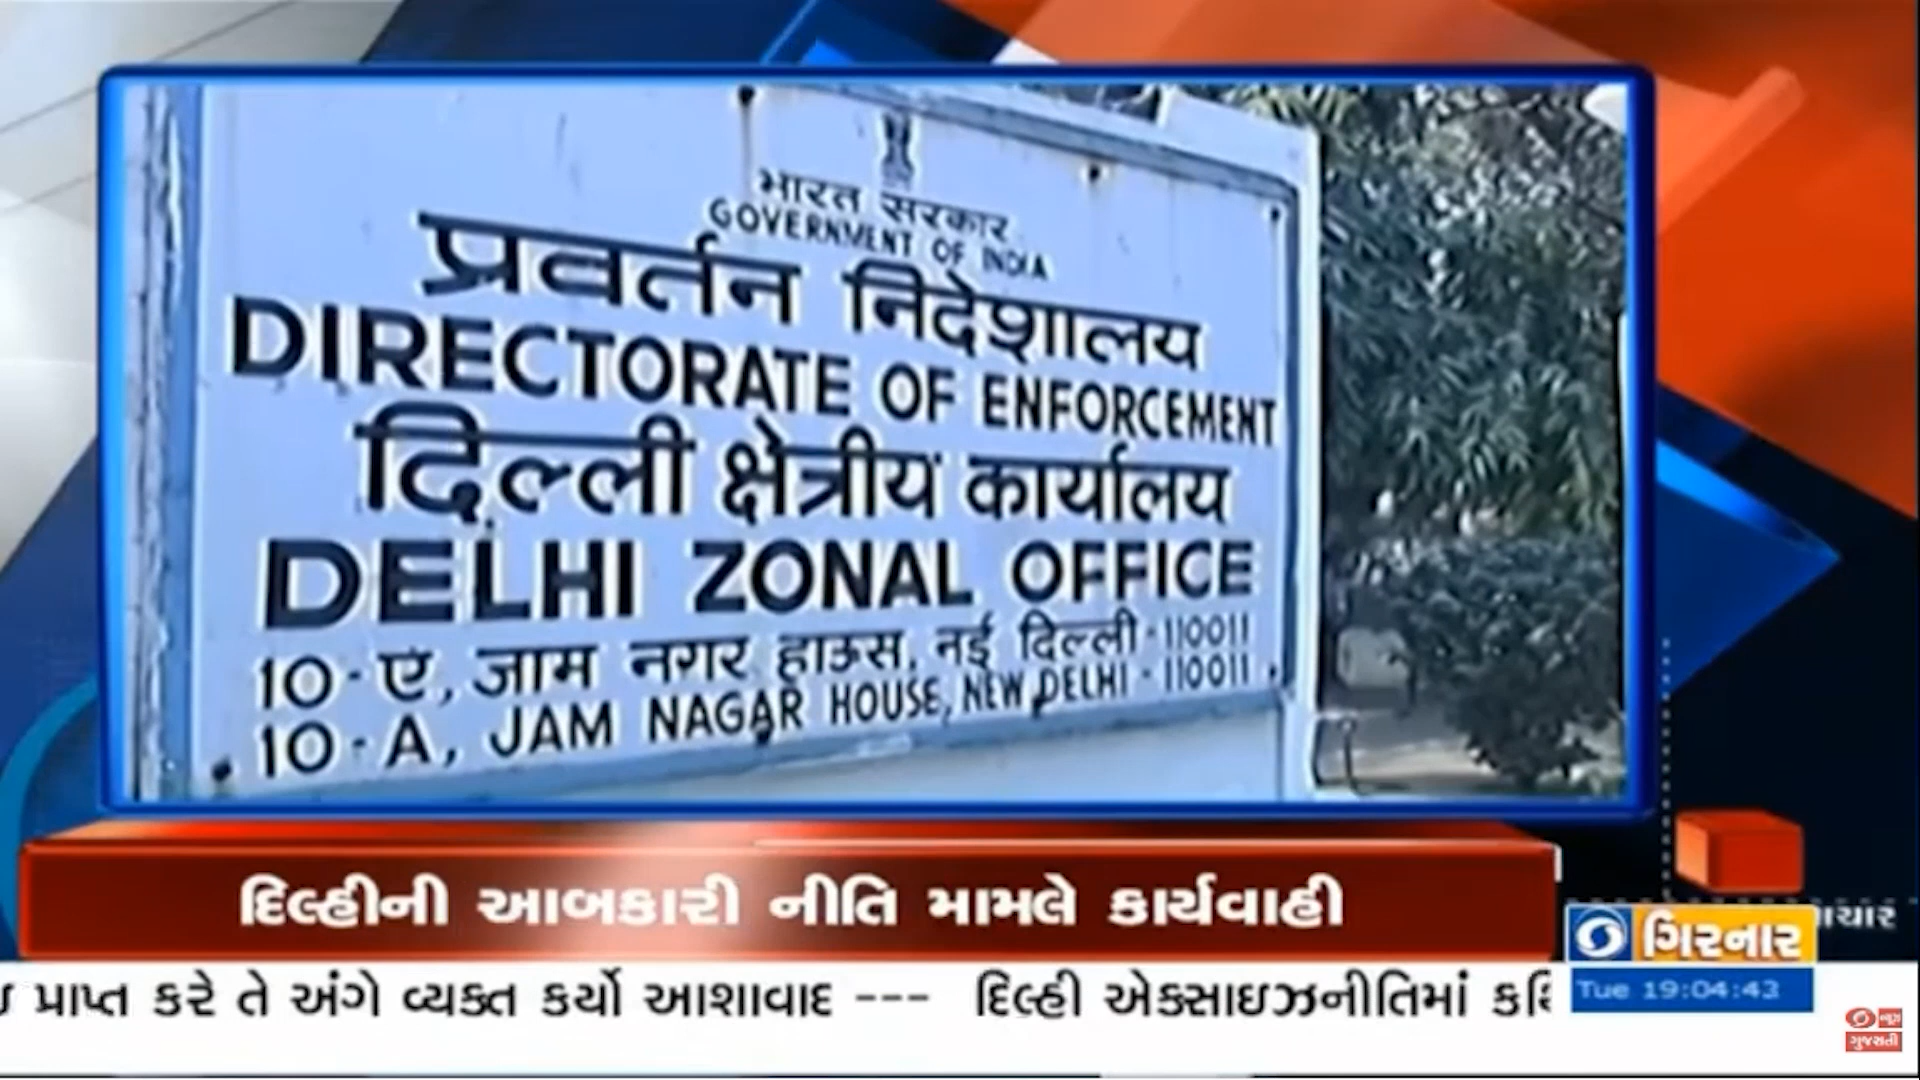 भारत सरकार
GOVERNMENT OF INDIA
प्रवर्तन निदेशालय
DIRECTORATE OF ENFORCEMENT
दिल्ली क्षेत्रीय कार्यालय
DELHI ZONAL OFFICE
10-ए, जाम नगर हाऊस, नई दिल्ली-110011
10-A, JAM NAGAR HOUSE, NEW DELHI - 110011
દિલ્હીની આબકારી નીતિ મામલે કાર્યવાહી
ગિરનાર
પ્રાપ્ત કરે તે અંગે વ્યક્ત કર્યો આશાવાદ --- દિલ્હી એક્સાઇઝનીતિમાં
Tue 19:04:43
ન્યૂઝ
ગુજરાતી